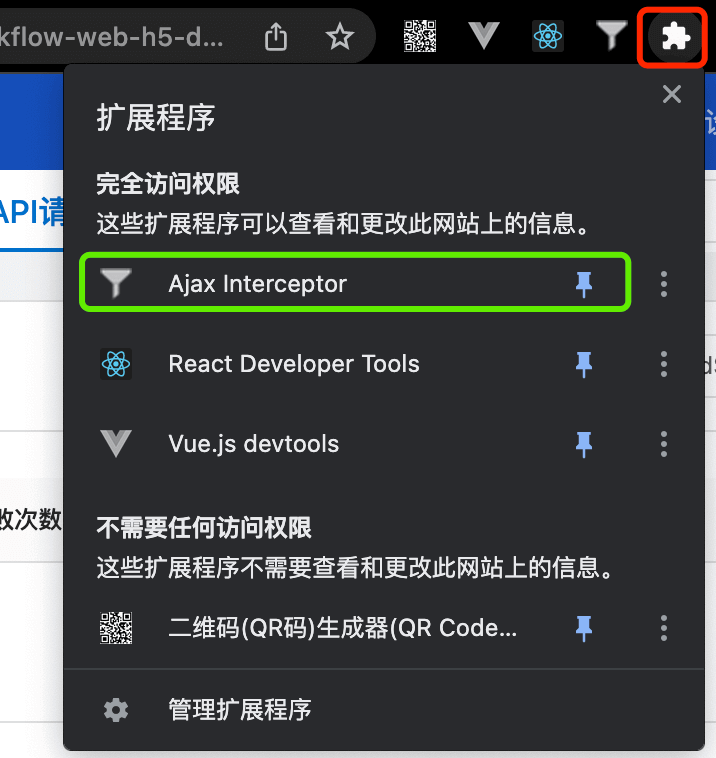 kflow-web-h5-d...
扩展程序
API请
完全访问权限
这些扩展程序可以查看和更改此网站上的信息。
Ajax Interceptor
React Developer Tools
Vue.js devtools
败次数
不需要任何访问权限
这些扩展程序不需要查看和更改此网站上的信息。
二维码(QR码)生成器(QR Code...
管理扩展程序